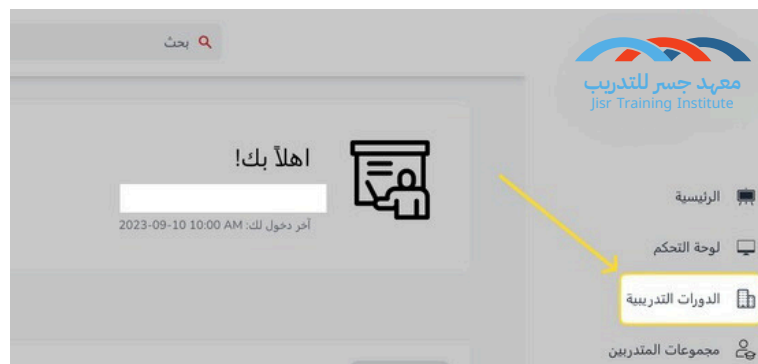 بحث
معهد جسر للتدريب
Jisr Training Institute
اهلاً بك!
آخر دخول لك: 2023-09-10 10:00 AM
الرئيسية
لوحة التحكم
الدورات التدريبية
مجموعات المتدربين